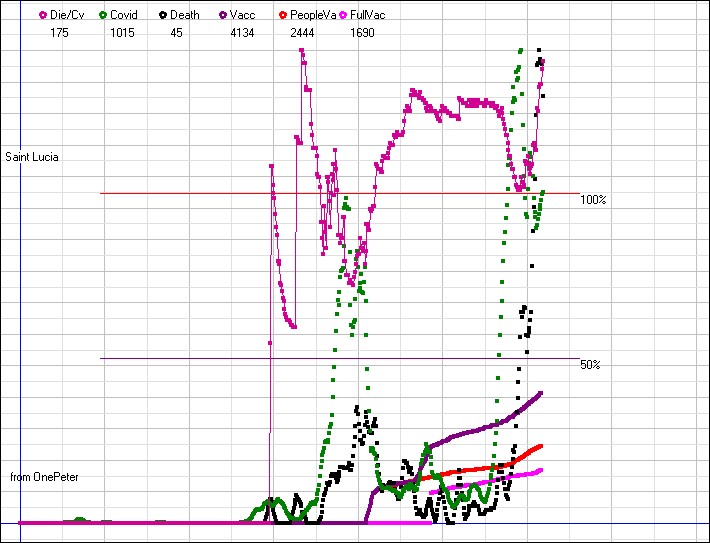 Die/Cv Covid Death Vacc PeopleVa FullVac
175 1015 45 4134 2444 1690
Saint Lucia
100%
50%
from OnePeter